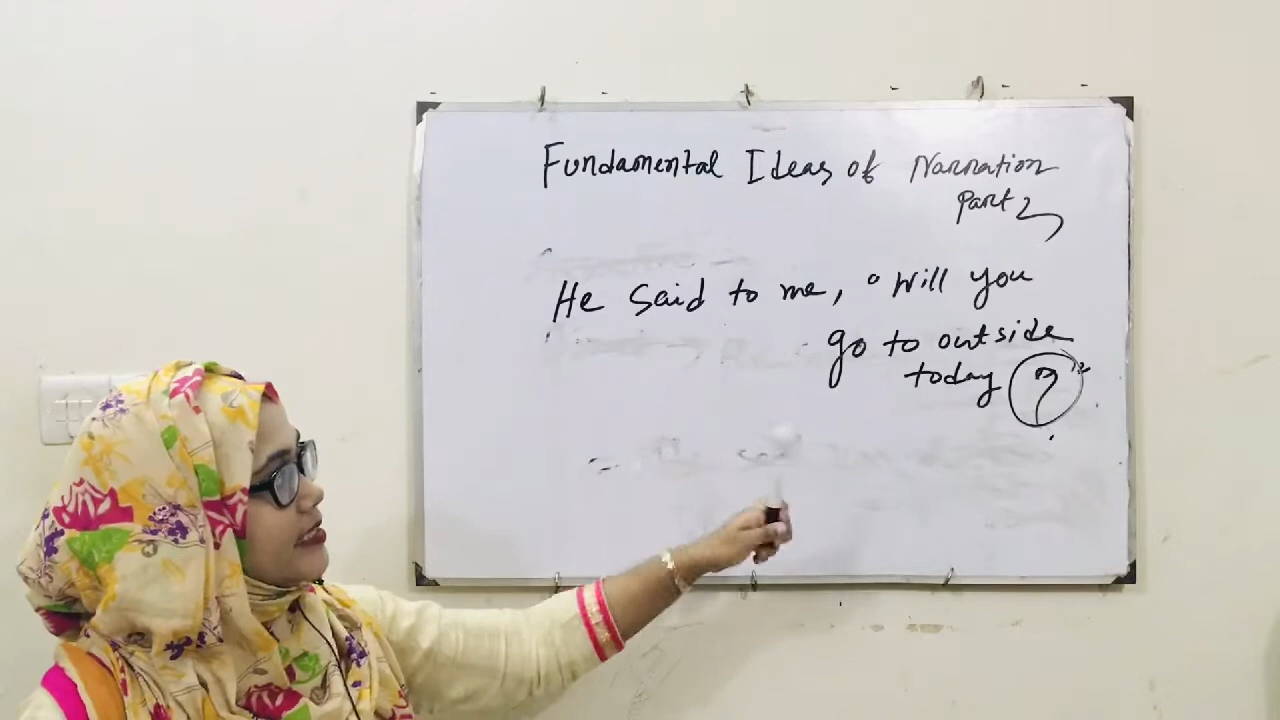 Fundamental Ideas of Narration
Part 2
He said to me, "Will you
go to outside
today ?"